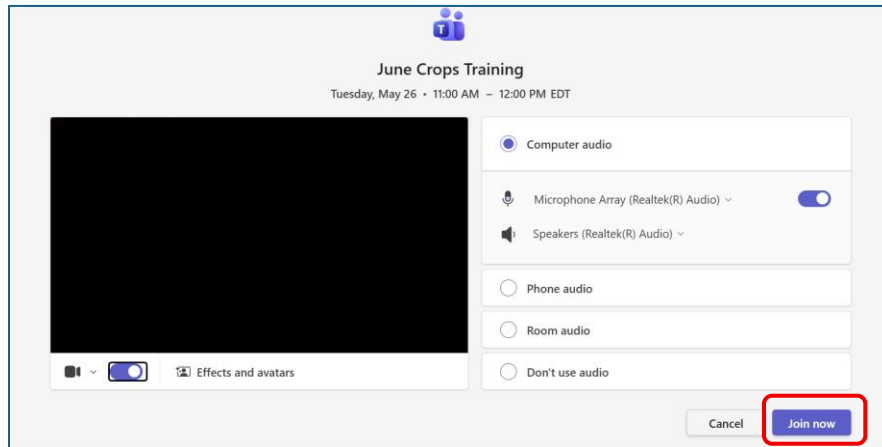 T
June Crops Training
Tuesday, May 26 • 11:00 AM – 12:00 PM EDT
Computer audio
Microphone Array (Realtek(R) Audio)
Speakers (Realtek(R) Audio)
Phone audio
Room audio
Effects and avatars
Don't use audio
Cancel
Join now